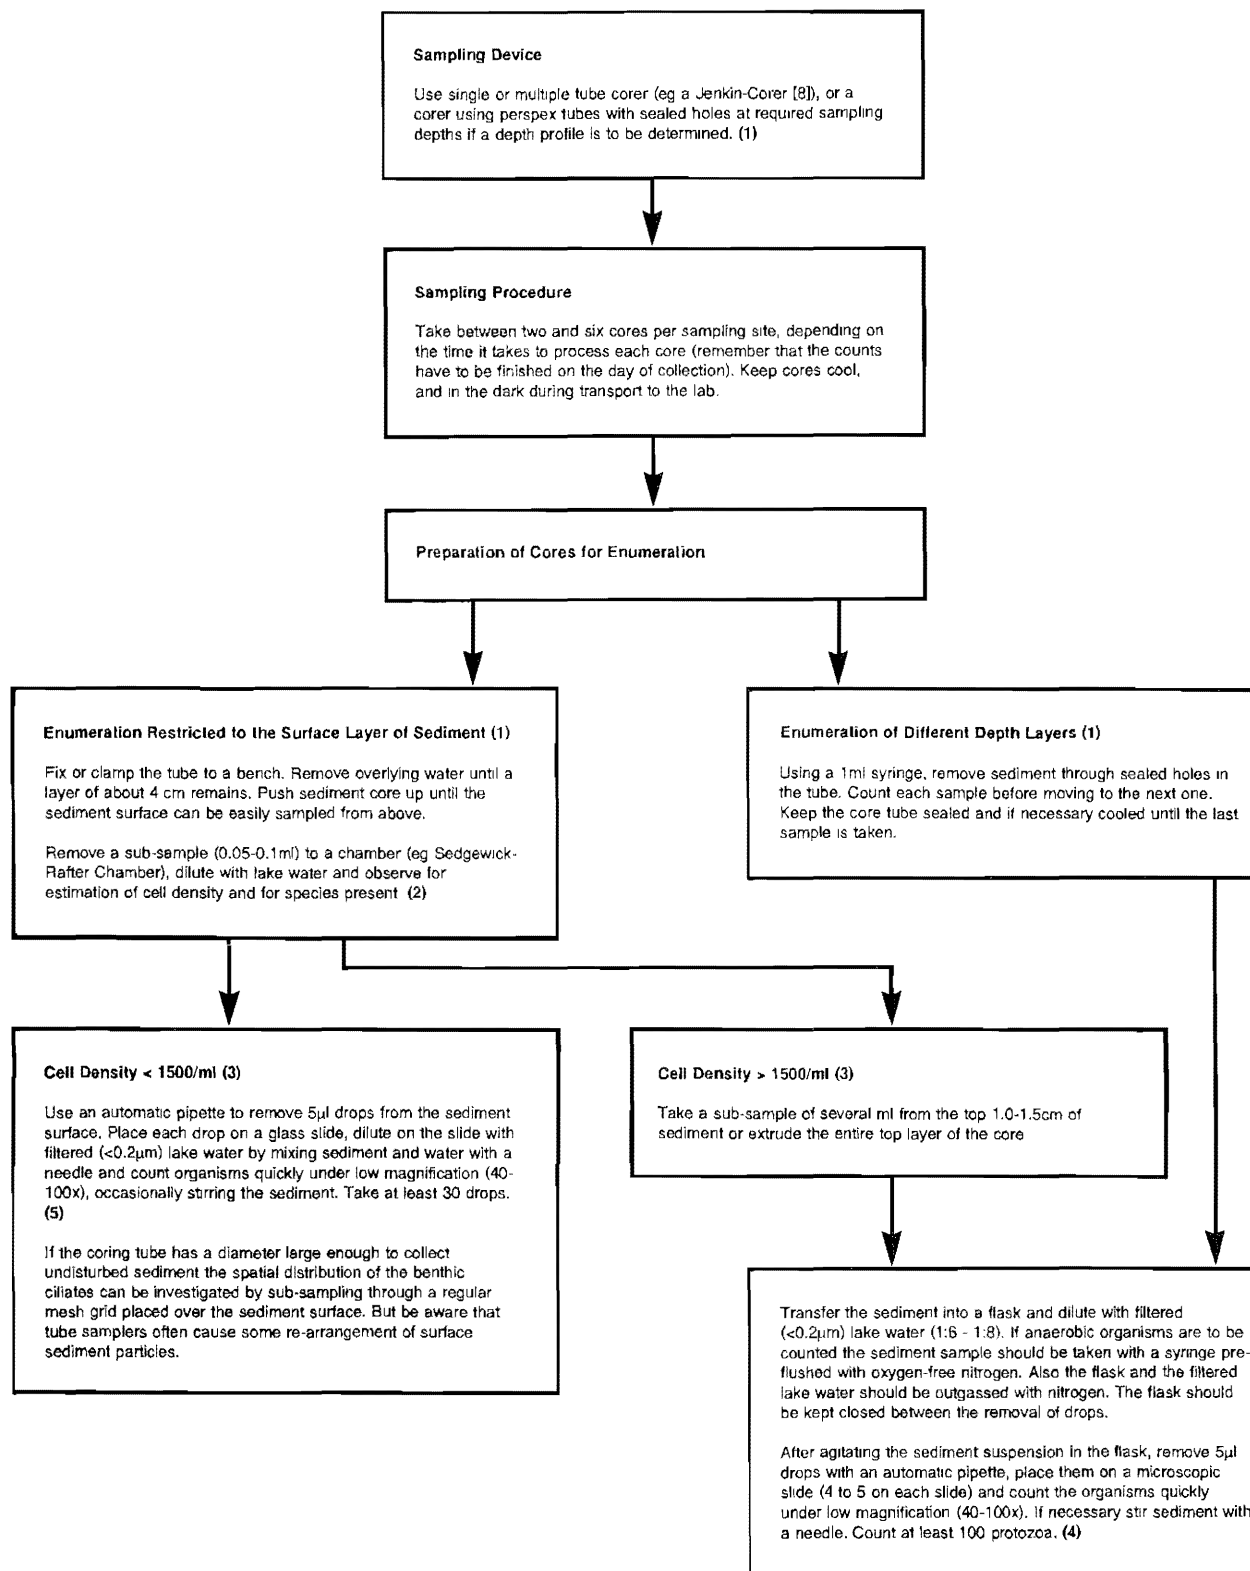 Sampling Device
Use single or multiple tube corer (eg a Jenkin-Corer [8]), or a
corer using perspex tubes with sealed holes at required sampling
depths if a depth profile is to be determined. (1)
Sampling Procedure
Take between two and six cores per sampling site, depending on
the time it takes to process each core (remember that the counts
have to be finished on the day of collection). Keep cores cool,
and in the dark during transport to the lab.
Preparation of Cores for Enumeration
Enumeration Restricted to the Surface Layer of Sediment (1)
Fix or clamp the tube to a bench. Remove overlying water until a
layer of about 4 cm remains. Push sediment core up until the
sediment surface can be easily sampled from above.
Remove a sub-sample (0.05-0.1ml) to a chamber (eg Sedgewick-
Rafter Chamber), dilute with lake water and observe for
estimation of cell density and for species present (2)
Enumeration of Different Depth Layers (1)
Using a 1ml syringe, remove sediment through sealed holes in
the tube. Count each sample before moving to the next one.
Keep the core tube sealed and if necessary cooled until the last
sample is taken.
Cell Density < 1500/ml (3)
Use an automatic pipette to remove 5µl drops from the sediment
surface. Place each drop on a glass slide, dilute on the slide with
filtered (<0.2µm) lake water by mixing sediment and water with a
needle and count organisms quickly under low magnification (40-
100x), occasionally stirring the sediment. Take at least 30 drops.
(5)
If the coring tube has a diameter large enough to collect
undisturbed sediment the spatial distribution of the benthic
ciliates can be investigated by sub-sampling through a regular
mesh grid placed over the sediment surface. But be aware that
tube samplers often cause some re-arrangement of surface
sediment particles.
Cell Density > 1500/ml (3)
Take a sub-sample of several ml from the top 1.0-1.5cm of
sediment or extrude the entire top layer of the core
Transfer the sediment into a flask and dilute with filtered
(<0.2µm) lake water (1:6 - 1:8). If anaerobic organisms are to be
counted the sediment sample should be taken with a syringe pre-
flushed with oxygen-free nitrogen. Also the flask and the filtered
lake water should be outgassed with nitrogen. The flask should
be kept closed between the removal of drops.
After agitating the sediment suspension in the flask, remove 5µl
drops with an automatic pipette, place them on a microscopic
slide (4 to 5 on each slide) and count the organisms quickly
under low magnification (40-100x). If necessary stir sediment with
a needle. Count at least 100 protozoa. (4)